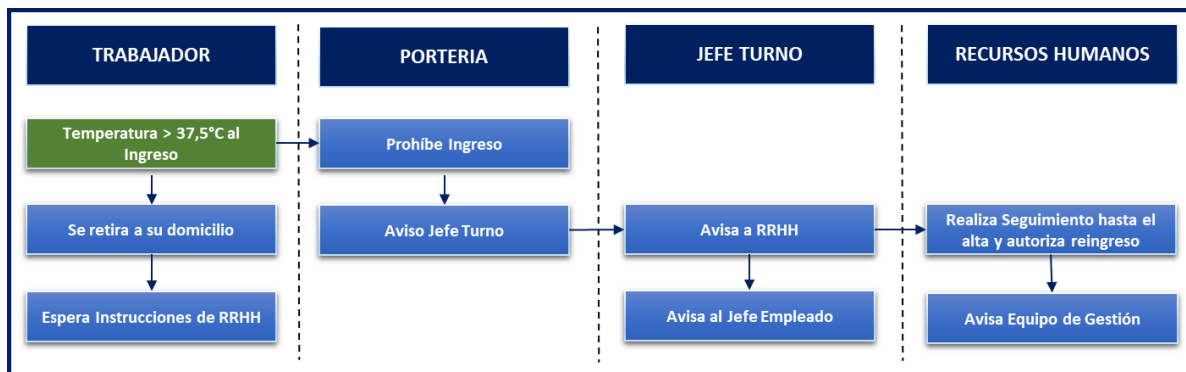 TRABAJADOR
PORTERIA
JEFE TURNO
RECURSOS HUMANOS
Temperatura > 37,5°C al
Ingreso
Prohíbe Ingreso
Se retira a su domicilio
Aviso Jefe Turno
Avisa a RRHH
Realiza Seguimiento hasta el
alta y autoriza reingreso
Espera Instrucciones de RRHH
Avisa al Jefe Empleado
Avisa Equipo de Gestión